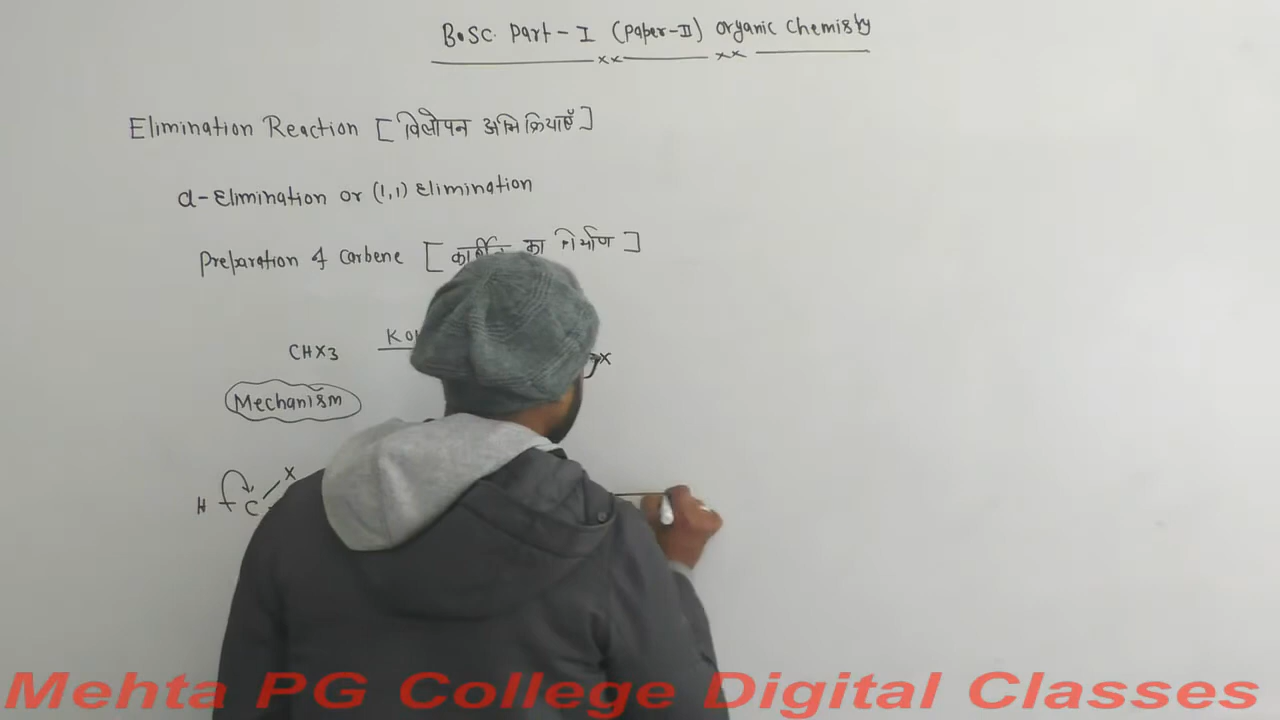 B.SC. Part - I (Paper-II) Organic Chemistry
Elimination Reaction [विलोपन अभिक्रियाएँ]
α-Elimination or (1,1) Elimination
Preparation of Carbene [ का निर्माण ]
CHX3
X
Mechanism
X
H C
Mehta PG College Digital Classes